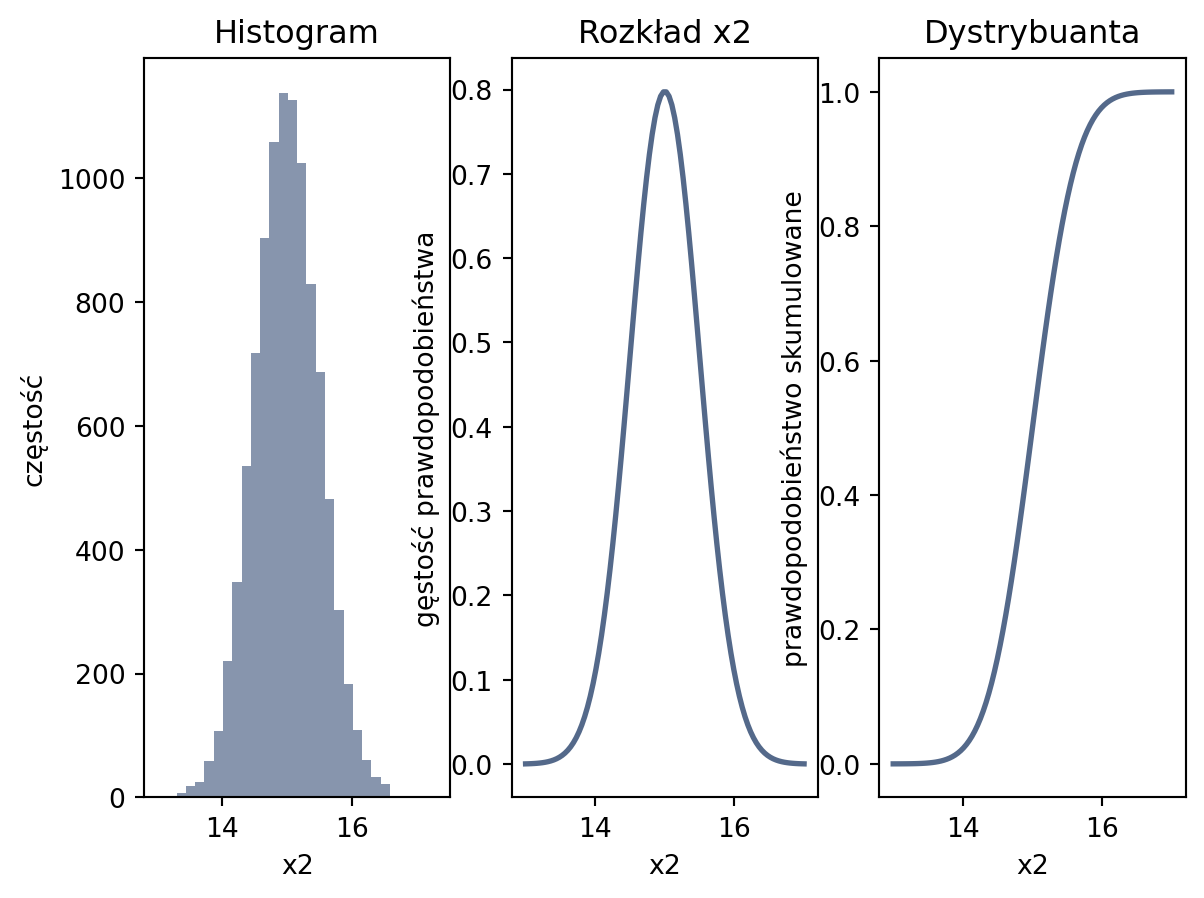 Histogram
częstość
1000
800
600
400
200
0
14 16
x2
Rozkład x2
gęstość prawdopodobieństwa
0.8
0.7
0.6
0.5
0.4
0.3
0.2
0.1
0.0
14 16
x2
Dystrybuanta
prawdopodobieństwo skumulowane
1.0
0.8
0.6
0.4
0.2
0.0
14 16
x2